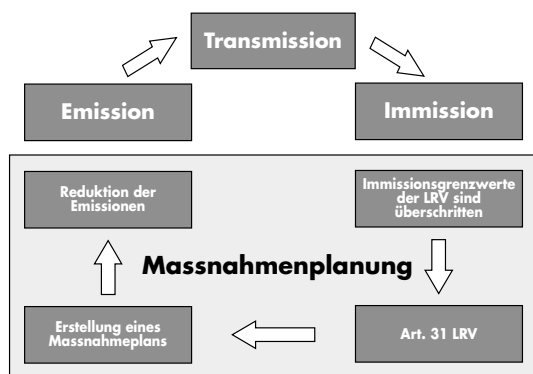 Transmission
Emission
Immission
Reduktion der
Emissionen
Immissionsgrenzwerte
der LRV sind
überschritten
Massnahmenplanung
Erstellung eines
Massnahmeplans
Art. 31 LRV